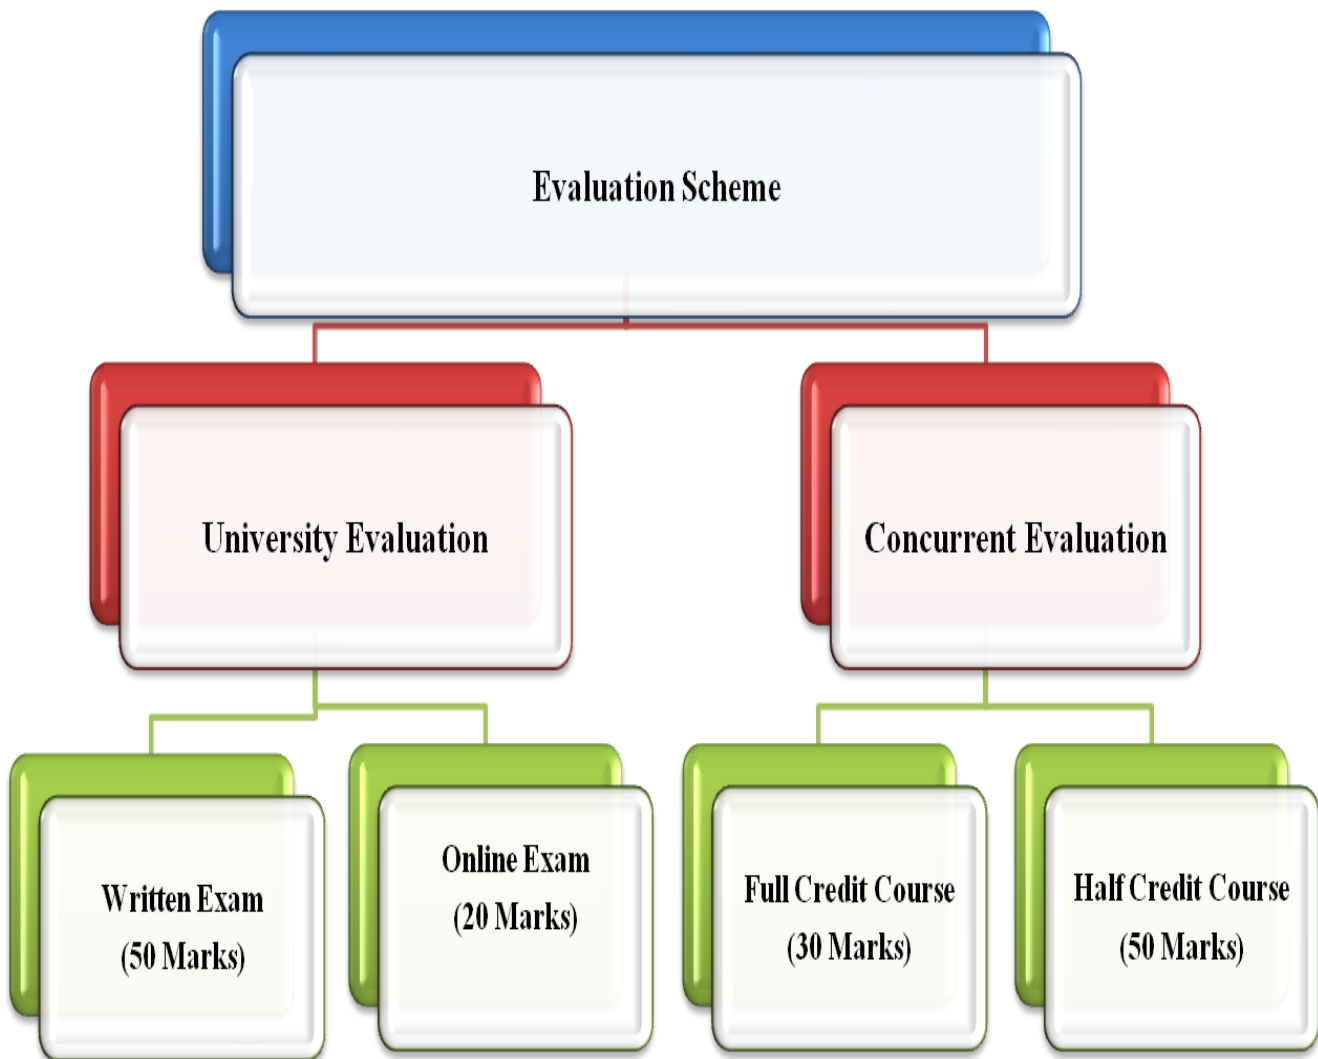 Evaluation Scheme
University Evaluation
Concurrent Evaluation
Written Exam
(50 Marks)
Online Exam
(20 Marks)
Full Credit Course
(30 Marks)
Half Credit Course
(50 Marks)